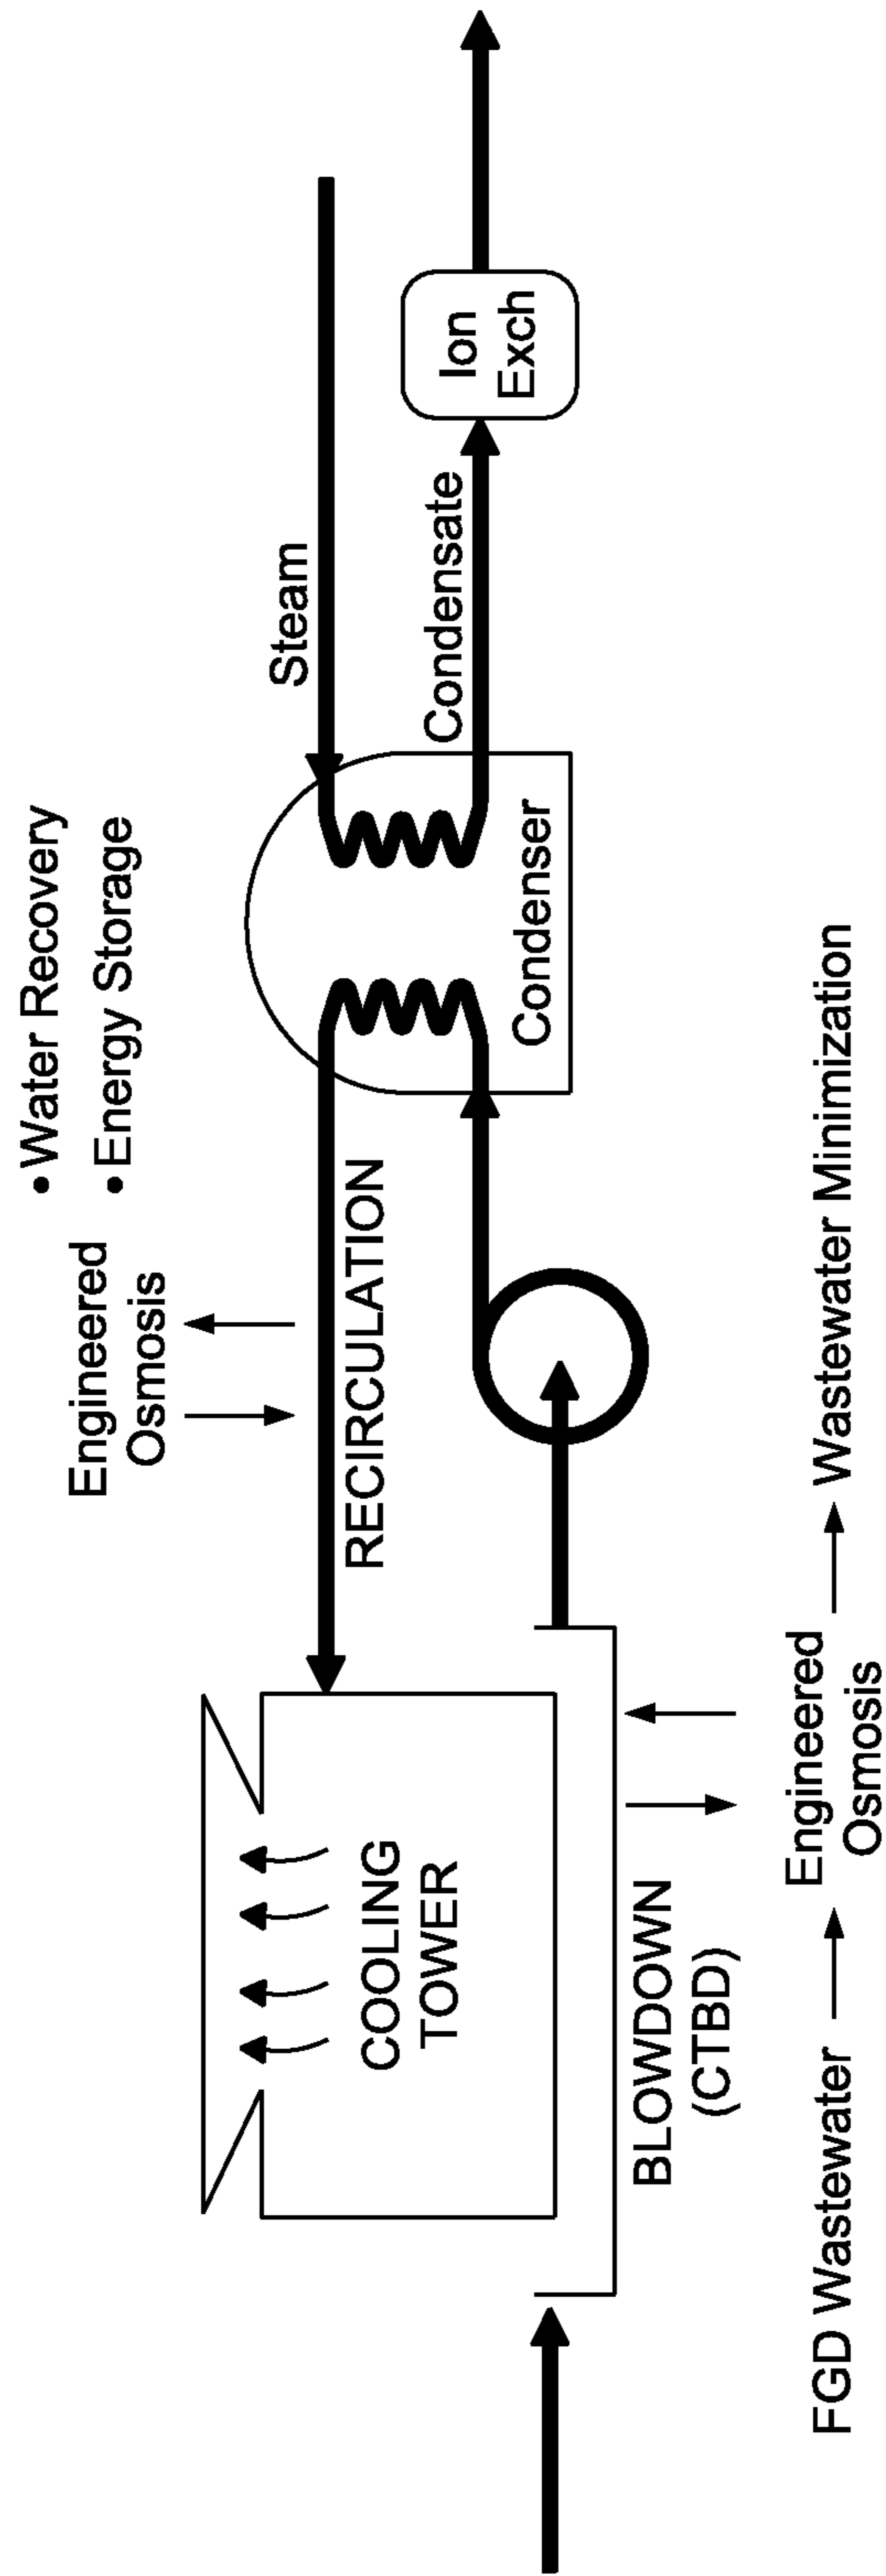 Engineered
Osmosis
• Water Recovery
• Energy Storage
Steam
RECIRCULATION
COOLING
TOWER
Condensate
Ion
Exch
Condenser
BLOWDOWN
(CTBD)
FGD Wastewater
Engineered
Osmosis
Wastewater Minimization